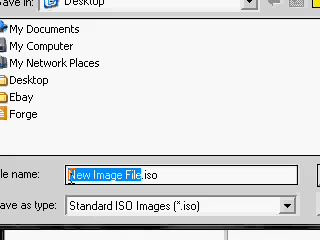 Save in: Desktop
My Documents
My Computer
My Network Places
Desktop
Ebay
Forge
le name: New Image File.iso
ave as type: Standard ISO Images (*.iso)